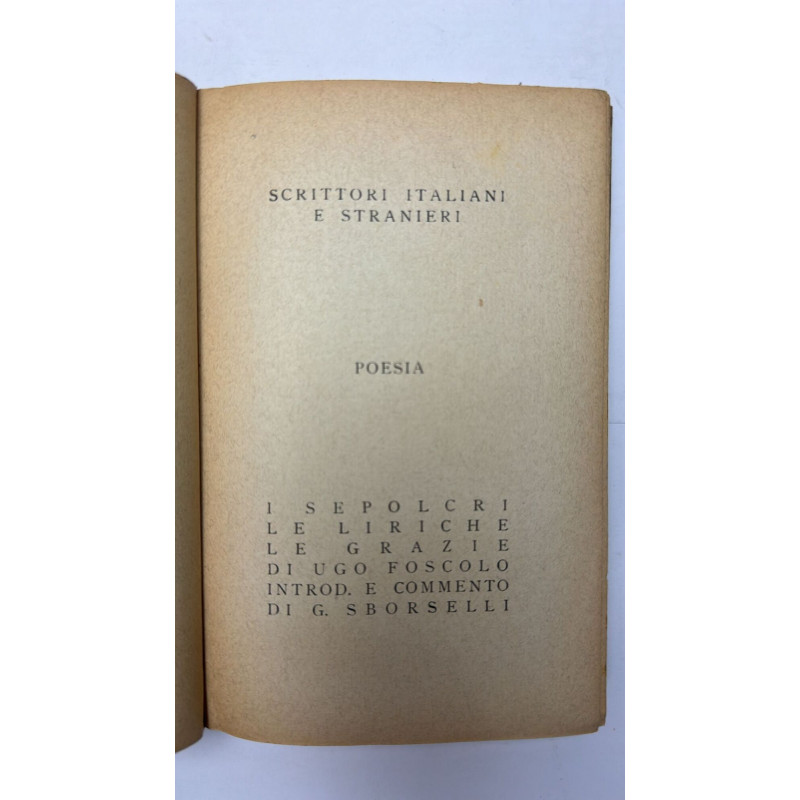 SCRITTORI ITALIANI
E STRANIERI
POESIA
I SEPOLCRI
LE LIRICHE
LE GRAZIE
DI UGO FOSCOLO
INTROD. E COMMENTO
DI G. SBORSELLI